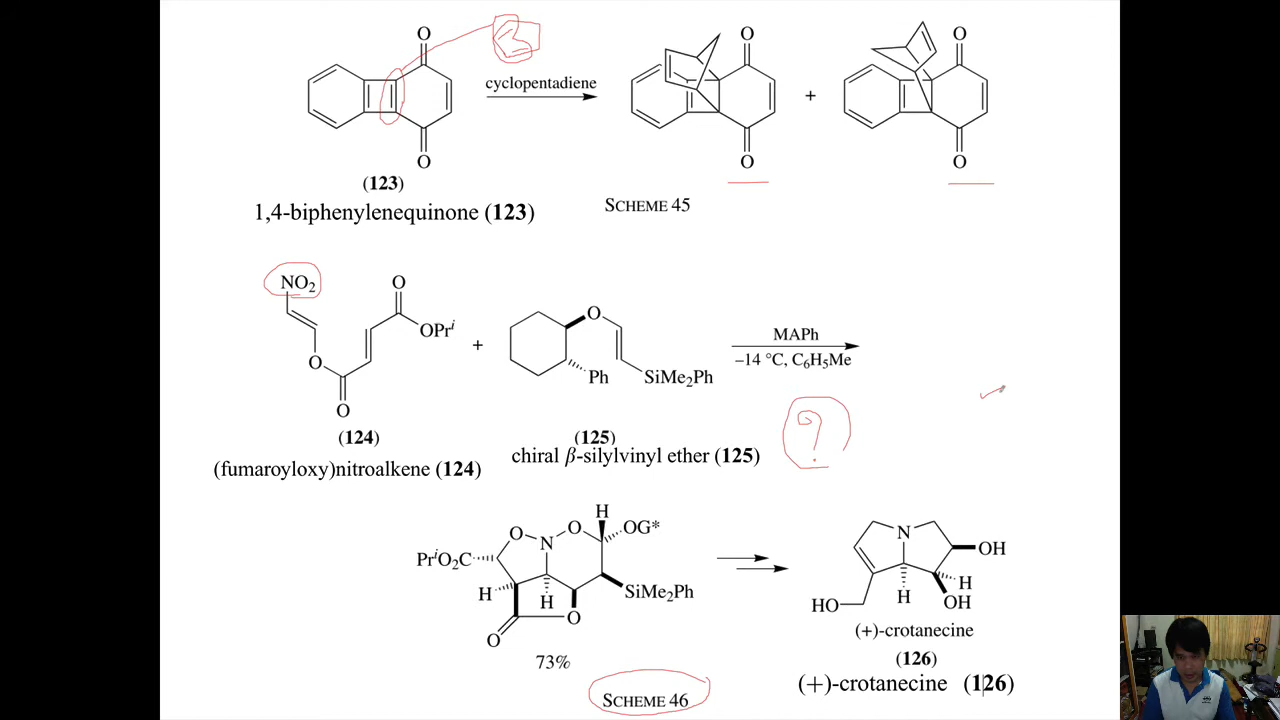 O
O
O
O
O
O
cyclopentadiene
+
(123)
1,4-biphenylenequinone (123)
SCHEME 45
NO2
O
OPrⁱ
O
O
+
O
Ph
SiMe2Ph
MAPh
–14 °C, C6H5Me
?
(124)
(fumaroyloxy)nitroalkene (124)
(125)
chiral β-silylvinyl ether (125)
H
O
N
O
OG*
PrⁱO2C
H
H
SiMe2Ph
O
O
73%
SCHEME 46
N
OH
H
H
OH
HO
(+)-crotanecine
(126)
(+)-crotanecine (126)